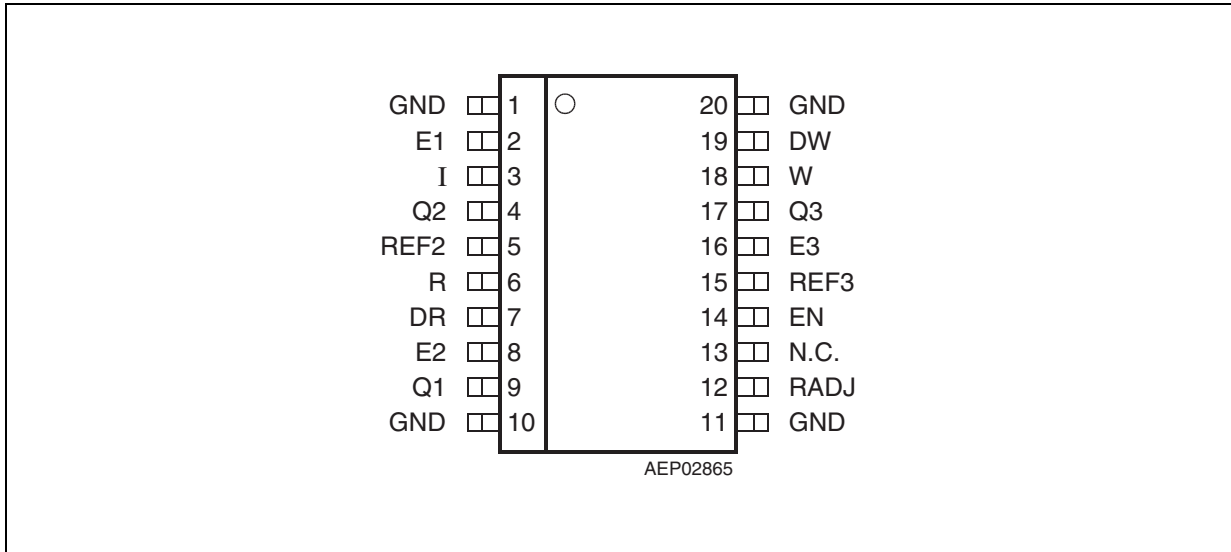 GND 1 20 GND
E1 2 19 DW
I 3 18 W
Q2 4 17 Q3
REF2 5 16 E3
R 6 15 REF3
DR 7 14 EN
E2 8 13 N.C.
Q1 9 12 RADJ
GND 10 11 GND
AEP02865